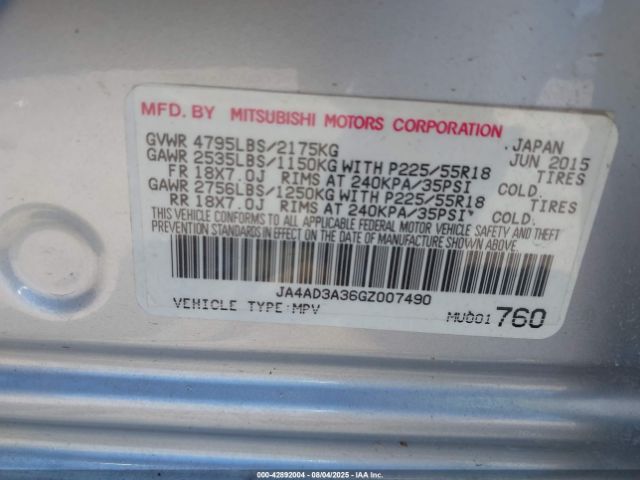 MFD. BY MITSUBISHI MOTORS CORPORATION
GVWR 4795LBS/2175KG JAPAN
GAWR 2535LBS/1150KG WITH P225/55R18 JUN 2015
FR 18X7.0J RIMS AT 240KPA/35PSI COLD. TIRES
GAWR 2756LBS/1250KG WITH P225/55R18 TIRES
RR 18X7.0J RIMS AT 240KPA/35PSI COLD.
THIS VEHICLE CONFORMS TO ALL APPLICABLE FEDERAL MOTOR VEHICLE SAFETY AND THEFT
PREVENTION STANDARDS IN EFFECT ON THE DATE OF MANUFACTURE SHOWN ABOVE.
JA4AD3A36GZ007490
VEHICLE TYPE:MPV MU001 760
000-42892004 - 08/04/2025 - IAA Inc.